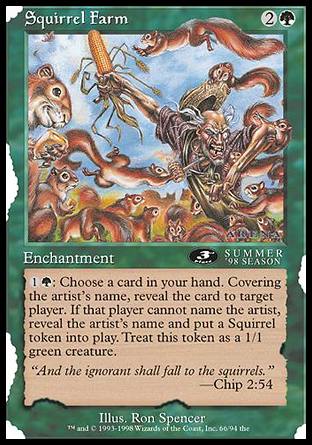 Squirrel Farm 2
ARENA
Enchantment
3 SUMMER
'98 SEASON
1 : Choose a card in your hand. Covering
the artist's name, reveal the card to target
player. If that player cannot name the artist,
reveal the artist's name and put a Squirrel
token into play. Treat this token as a 1/1
green creature.
"And the ignorant shall fall to the squirrels."
—Chip 2:54
Illus. Ron Spencer
™ and © 1993-1998 Wizards of the Coast, Inc. 66/94 the